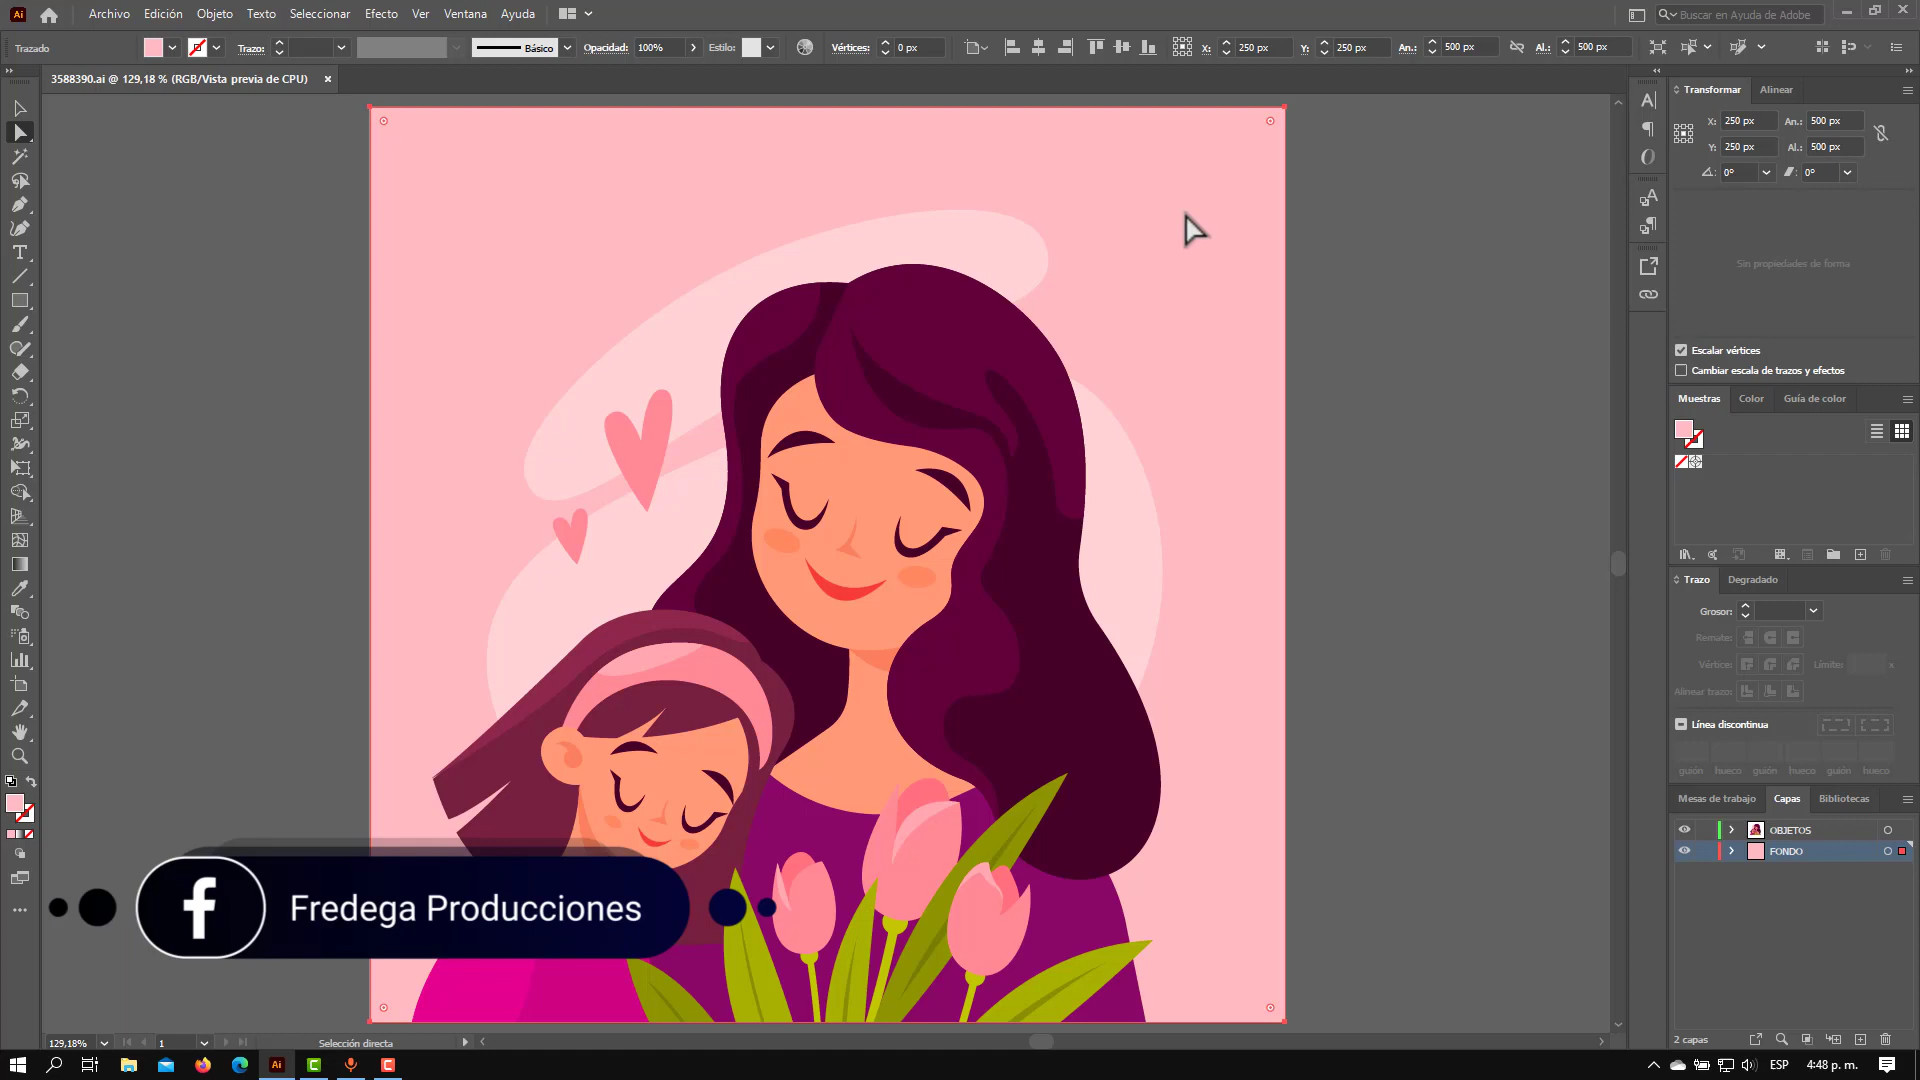 Ai Archivo Edición Objeto Texto Seleccionar Efecto Ver Ventana Ayuda Buscar en Ayuda de Adobe
Trazado Trazo: Básico Opacidad: 100% Estilo: Vértices: 0 px X: 250 px Y: 250 px An.: 500 px Al.: 500 px
3588390.ai @ 129,18 % (RGB/Vista previa de CPU) ×
Transformar Alinear
X: 250 px An.: 500 px
Y: 250 px Al.: 500 px
0° 0°
Sin propiedades de forma
Escalar vértices
Cambiar escala de trazos y efectos
Muestras Color Guía de color
Trazo Degradado
Grosor:
Remate:
Vértice: Límite: x
Alinear trazo:
Línea discontinua
guión hueco guión hueco guión hueco
Mesas de trabajo Capas Bibliotecas
OBJETOS
FONDO
f Fredega Producciones
129,18% 1 Selección directa
2 capas
Ai ESP 4:48 p. m.